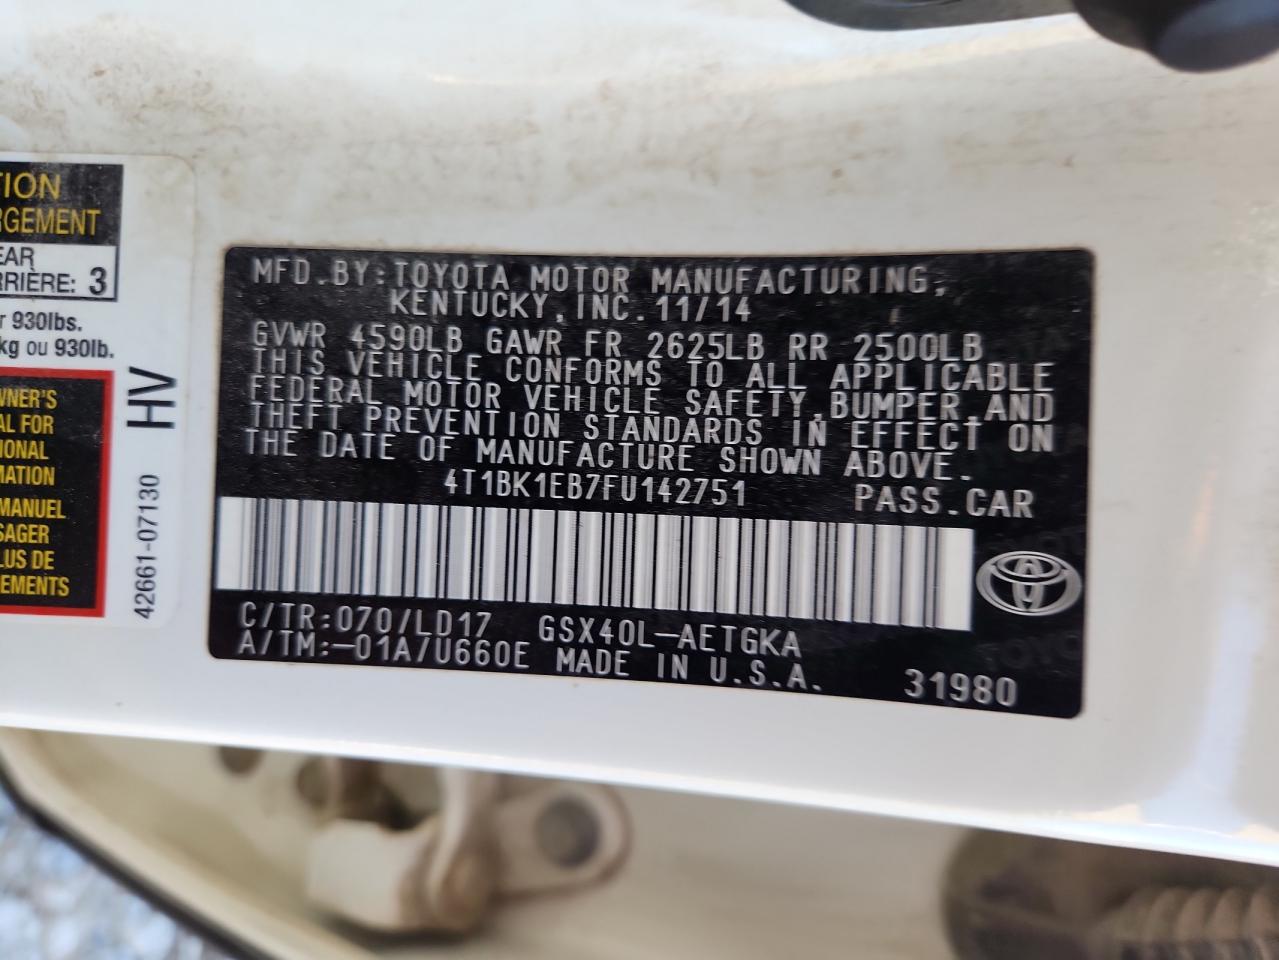 TION
RGEMENT
EAR
RRIÈRE: 3
r 930lbs.
kg ou 930lb.
WNER'S
AL FOR
IONAL
MATION
MANUEL
SAGER
LUS DE
EMENTS
42661-07130 HV
MFD.BY:TOYOTA MOTOR MANUFACTURING,
KENTUCKY,INC.11/14
GVWR 4590LB GAWR FR 2625LB RR 2500LB
THIS VEHICLE CONFORMS TO ALL APPLICABLE
FEDERAL MOTOR VEHICLE SAFETY,BUMPER,AND
THEFT PREVENTION STANDARDS IN EFFECT ON
THE DATE OF MANUFACTURE SHOWN ABOVE.
4T1BK1EB7FU142751 PASS.CAR
C/TR:070/LD17 GSX40L-AETGKA
A/TM:-01A/U660E MADE IN U.S.A. 31980